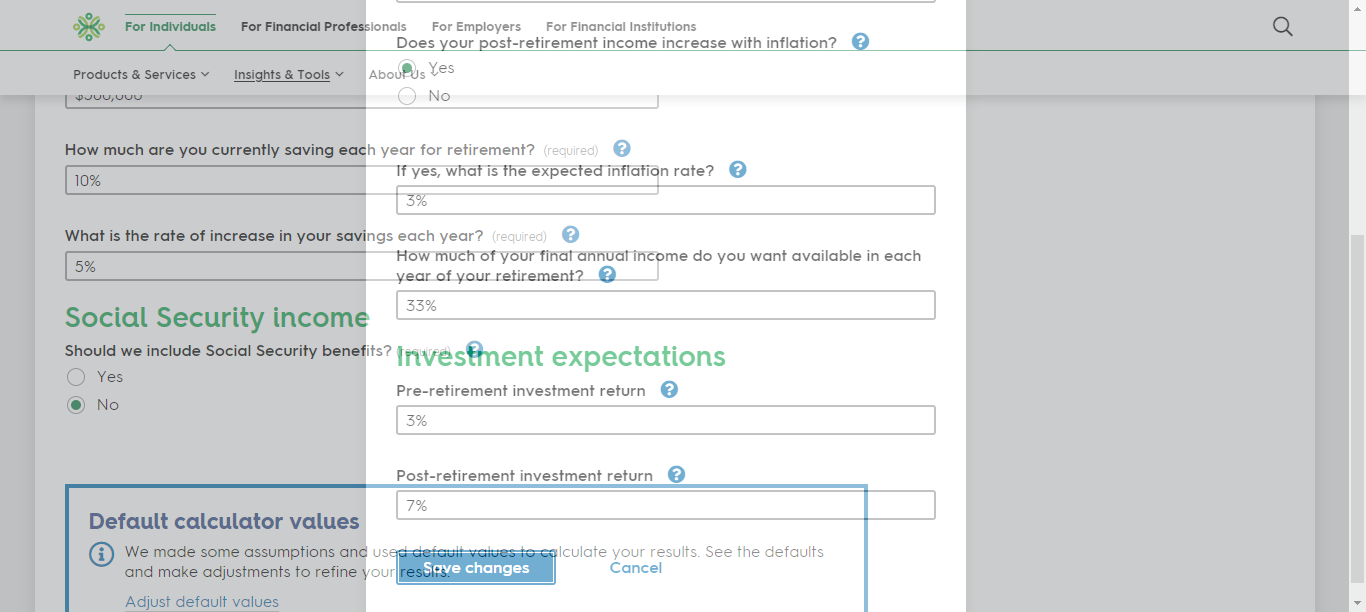 For Individuals
For Financial Professionals
For Employers
For Financial Institutions
Products & Services
Insights & Tools
About Us
$500,000
How much are you currently saving each year for retirement? (required)
10%
What is the rate of increase in your savings each year? (required)
5%
Social Security income
Should we include Social Security benefits? (required)
Yes
No
Default calculator values
We made some assumptions and used default values to calculate your results. See the defaults
and make adjustments to refine your results.
Adjust default values
Does your post-retirement income increase with inflation?
Yes
No
If yes, what is the expected inflation rate?
3%
How much of your final annual income do you want available in each
year of your retirement?
33%
Investment expectations
Pre-retirement investment return
3%
Post-retirement investment return
7%
Save changes
Cancel